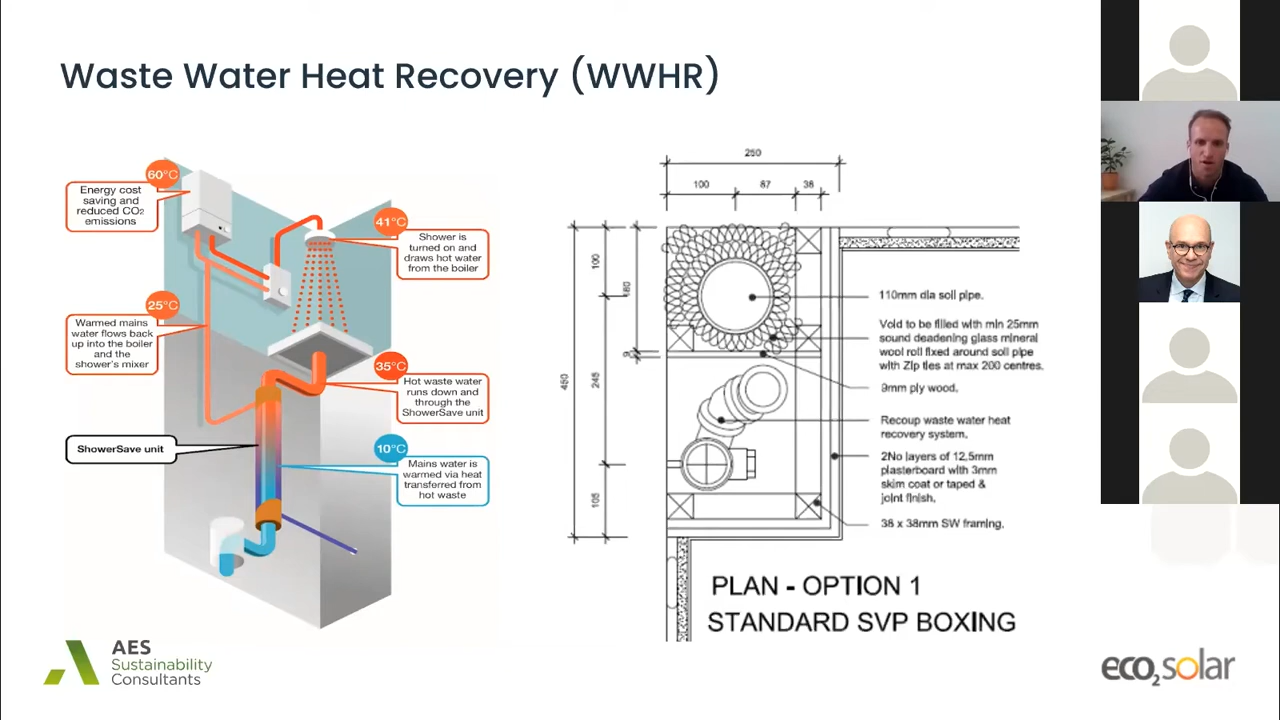 Waste Water Heat Recovery (WWHR)
60°C
Energy cost
saving and
reduced CO2
emissions
41°C
Shower is
turned on and
draws hot water
from the boiler
25°C
Warmed mains
water flows back
up into the boiler
and the
shower's mixer
35°C
Hot waste water
runs down and
through the
ShowerSave unit
ShowerSave unit
10°C
Mains water is
warmed via heat
transferred from
hot waste
250
100
87
38
100
180
9
450
245
105
110mm dia soil pipe.
Void to be filled with min 25mm
sound deadening glass mineral
wool roll fixed around soil pipe
with Zip ties at max 200 centres.
9mm ply wood.
Recoup waste water heat
recovery system.
2No layers of 12.5mm
plasterboard with 3mm
skim coat or taped &
joint finish.
38 x 38mm SW framing.
PLAN - OPTION 1
STANDARD SVP BOXING
AES
Sustainability
Consultants
eco2solar